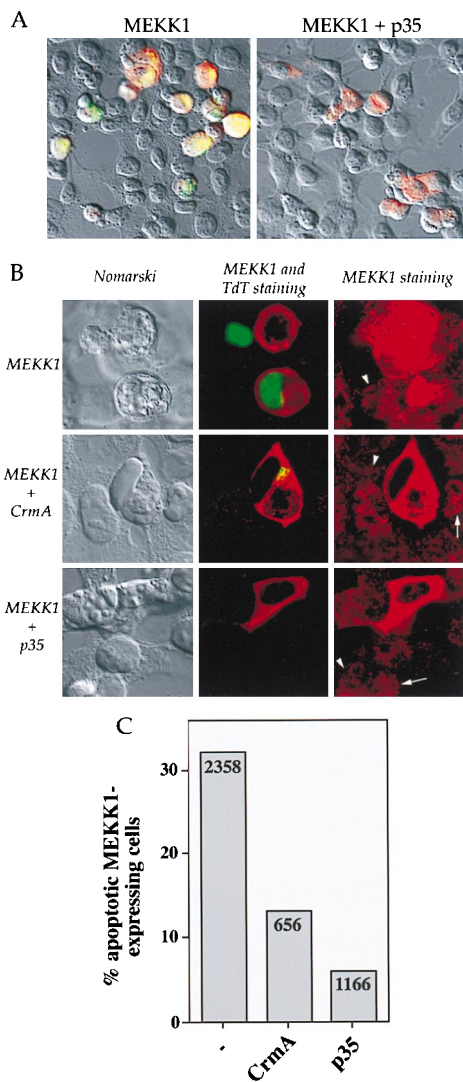 A
MEKK1
MEKK1 + p35
B
Nomarski
MEKK1 and
TdT staining
MEKK1 staining
MEKK1
MEKK1
+
CrmA
MEKK1
+
p35
C
% apoptotic MEKK1-
expressing cells
30
20
10
0
2358
656
1166
-
CrmA
p35